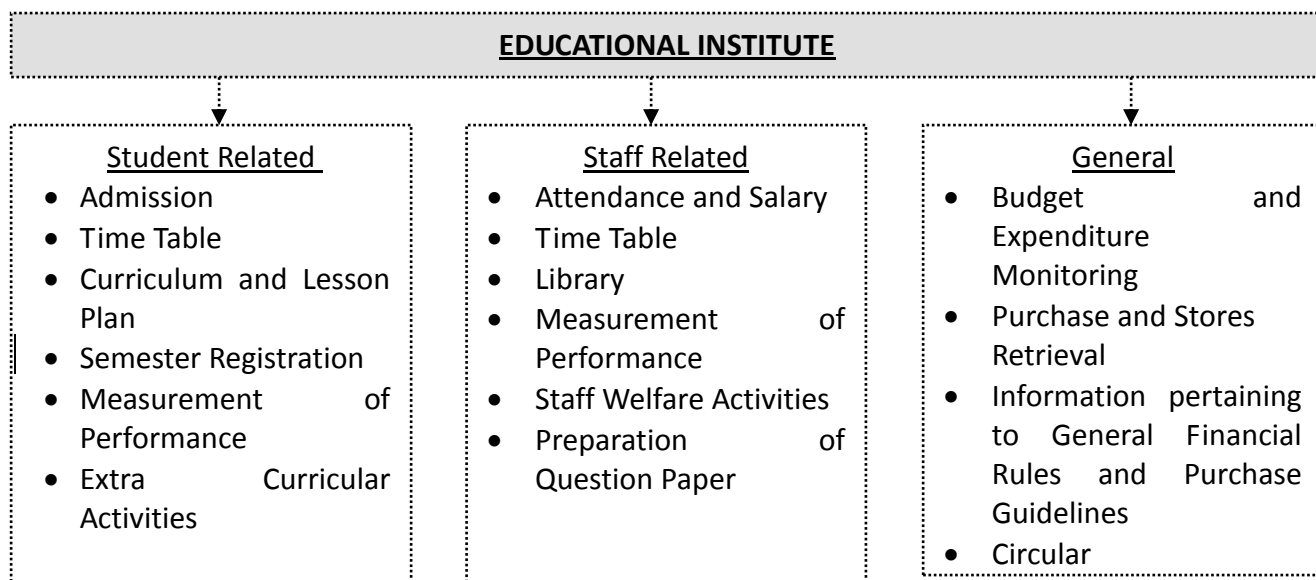 EDUCATIONAL INSTITUTE
Student Related
• Admission
• Time Table
• Curriculum and Lesson
Plan
• Semester Registration
• Measurement of
Performance
• Extra Curricular
Activities
Staff Related
• Attendance and Salary
• Time Table
• Library
• Measurement of
Performance
• Staff Welfare Activities
• Preparation of
Question Paper
General
• Budget and
Expenditure
Monitoring
• Purchase and Stores
Retrieval
• Information pertaining
to General Financial
Rules and Purchase
Guidelines
• Circular